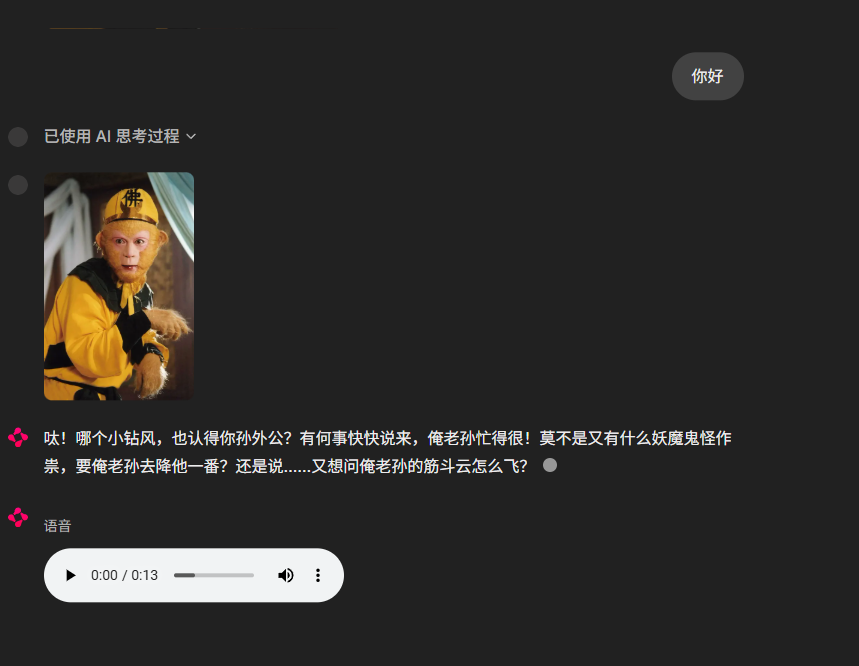 你好
已使用 AI 思考过程
佛
呔！哪个小钻风，也认得你孙外公？有何事快快说来，俺老孙忙得很！莫不是又有什么妖魔鬼怪作
祟，要俺老孙去降他一番？还是说……又想问俺老孙的筋斗云怎么飞？
语音
0:00 / 0:13